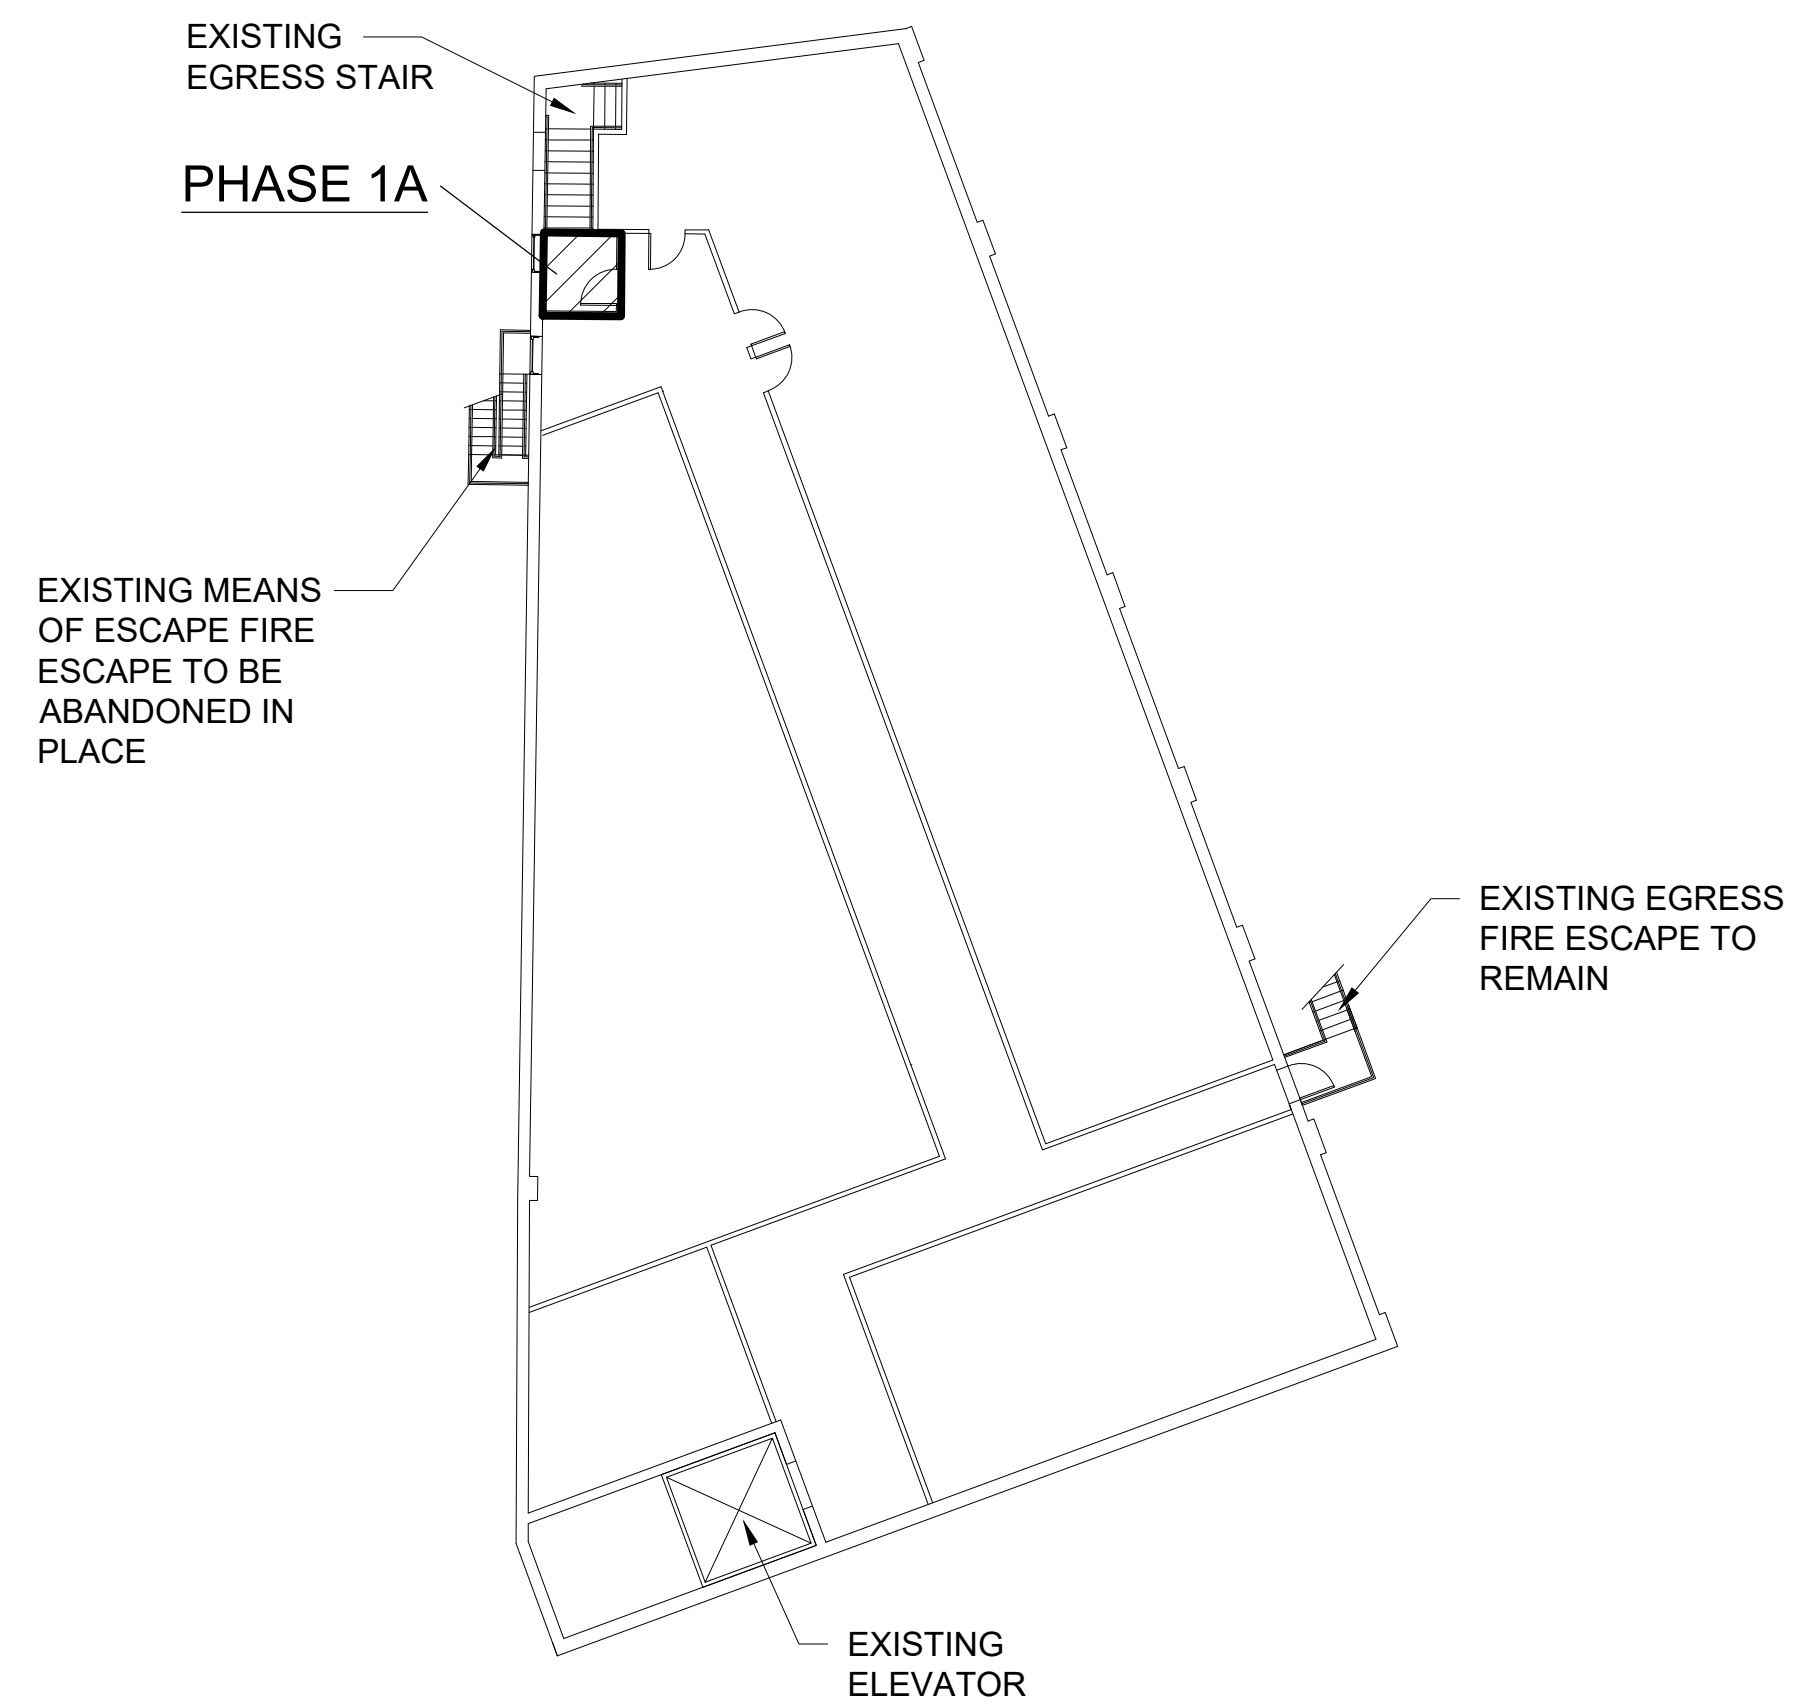 EXISTING
EGRESS STAIR
PHASE 1A
EXISTING MEANS
OF ESCAPE FIRE
ESCAPE TO BE
ABANDONED IN
PLACE
EXISTING EGRESS
FIRE ESCAPE TO
REMAIN
EXISTING
ELEVATOR